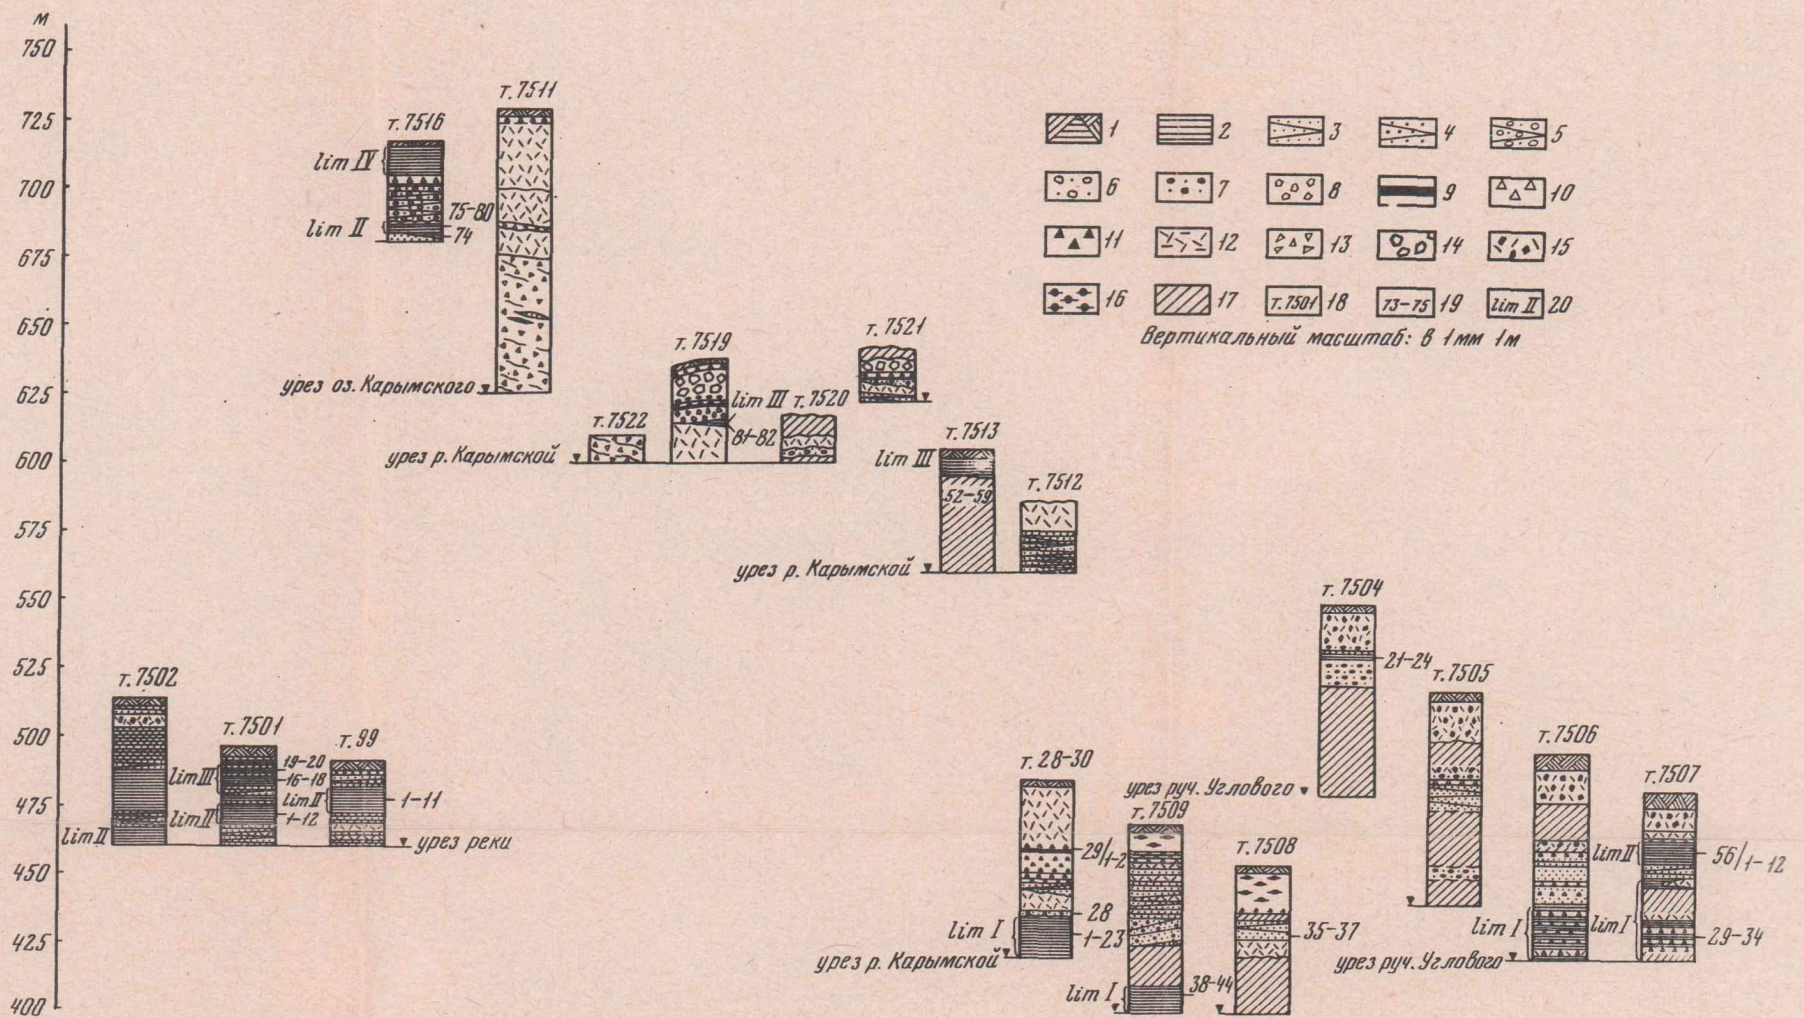 м
750
725
700
675
650
625
600
575
550
525
500
475
450
425
400
т. 7516
lim IV
lim II
75-80
74
т. 7511
урез оз. Карымского
т. 7522
урез р. Карымской
т. 7519
lim III
81-82
т. 7520
т. 7521
т. 7513
lim III
52-59
т. 7512
урез р. Карымской
1 2 3 4 5
6 7 8 9 10
11 12 13 14 15
16 17 т. 7501 18 73-75 19 lim II 20
Вертикальный масштаб: в 1 мм 1м
т. 7502
lim II
т. 7501
lim III
lim II
19-20
16-18
1-12
т. 99
lim II
1-11
урез реки
т. 28-30
29/1-2
28
1-23
lim I
урез р. Карымской
т. 7509
lim I
38-44
т. 7508
35-37
т. 7504
21-24
урез руч. Углового
т. 7505
т. 7506
lim I
урез руч. Углового
т. 7507
lim II
lim I
56/1-12
29-34